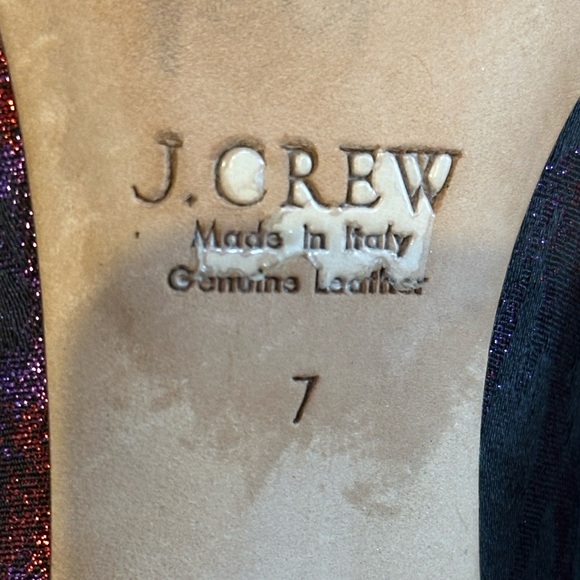 J.CREW
Made in Italy
Genuine Leather
7